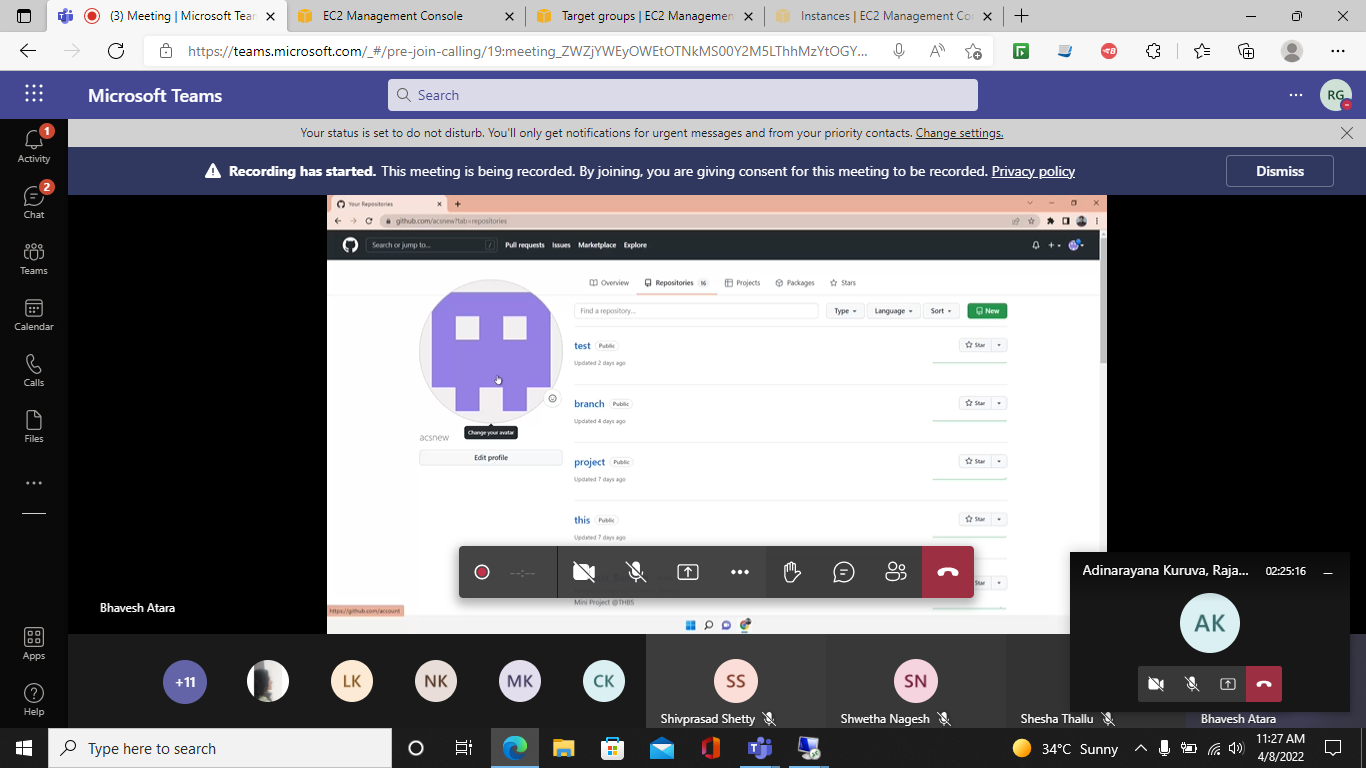 (3) Meeting | Microsoft Tean
EC2 Management Console
Target groups | EC2 Managemen
Instances | EC2 Management Co
https://teams.microsoft.com/_#/pre-join-calling/19:meeting_ZWZjYWEyOWEtOTNkMS00Y2M5LThhMzYtOGY...
Microsoft Teams
Search
RG
1
Activity
2
Chat
Teams
Calendar
Calls
Files
Apps
Help
Your status is set to do not disturb. You'll only get notifications for urgent messages and from your priority contacts. Change settings.
Recording has started. This meeting is being recorded. By joining, you are giving consent for this meeting to be recorded. Privacy policy
Dismiss
Your Repositories
github.com/acsnew?tab=repositories
Search or jump to...
/
Pull requests Issues Marketplace Explore
Overview Repositories 16 Projects Packages Stars
Find a repository...
Type Language Sort New
test Public
Star
Updated 2 days ago
branch Public
Star
Updated 4 days ago
project Public
Star
Updated 7 days ago
this Public
Star
Updated 7 days ago
Star
Mini Project @THBS
Change your avatar
acsnew
Edit profile
https://github.com/account
--:--
Bhavesh Atara
Adinarayana Kuruva, Raja... 02:25:16
AK
+11
LK
NK
MK
CK
SS
Shivprasad Shetty
SN
Shwetha Nagesh
Shesha Thallu
Bhavesh Atara
Type here to search
34°C Sunny
11:27 AM
4/8/2022